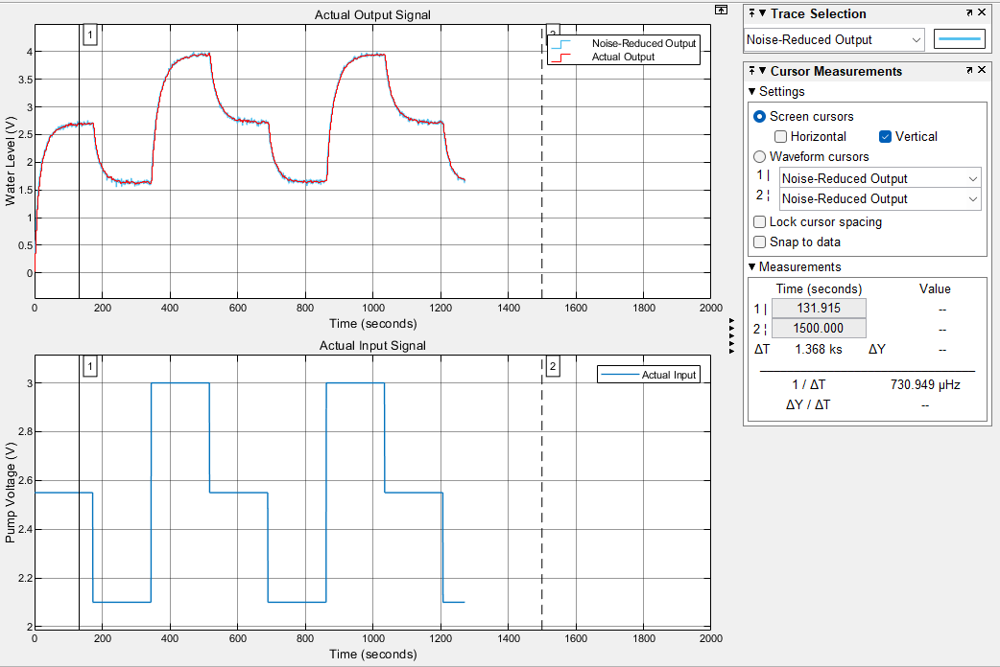 Actual Output Signal
1
2
Noise-Reduced Output
Actual Output
4
3.5
3
2.5
2
1.5
1
0.5
0
Water Level (V)
0 200 400 600 800 1000 1200 1400 1600 1800 2000
Time (seconds)
Actual Input Signal
1
2
Actual Input
3
2.8
2.6
2.4
2.2
2
Pump Voltage (V)
0 200 400 600 800 1000 1200 1400 1600 1800 2000
Time (seconds)
Trace Selection
Noise-Reduced Output
Cursor Measurements
Settings
Screen cursors
Horizontal Vertical
Waveform cursors
1 | Noise-Reduced Output
2 ¦ Noise-Reduced Output
Lock cursor spacing
Snap to data
Measurements
Time (seconds) Value
1 | 131.915 --
2 ¦ 1500.000 --
ΔT 1.368 ks ΔY --
1 / ΔT 730.949 µHz
ΔY / ΔT --